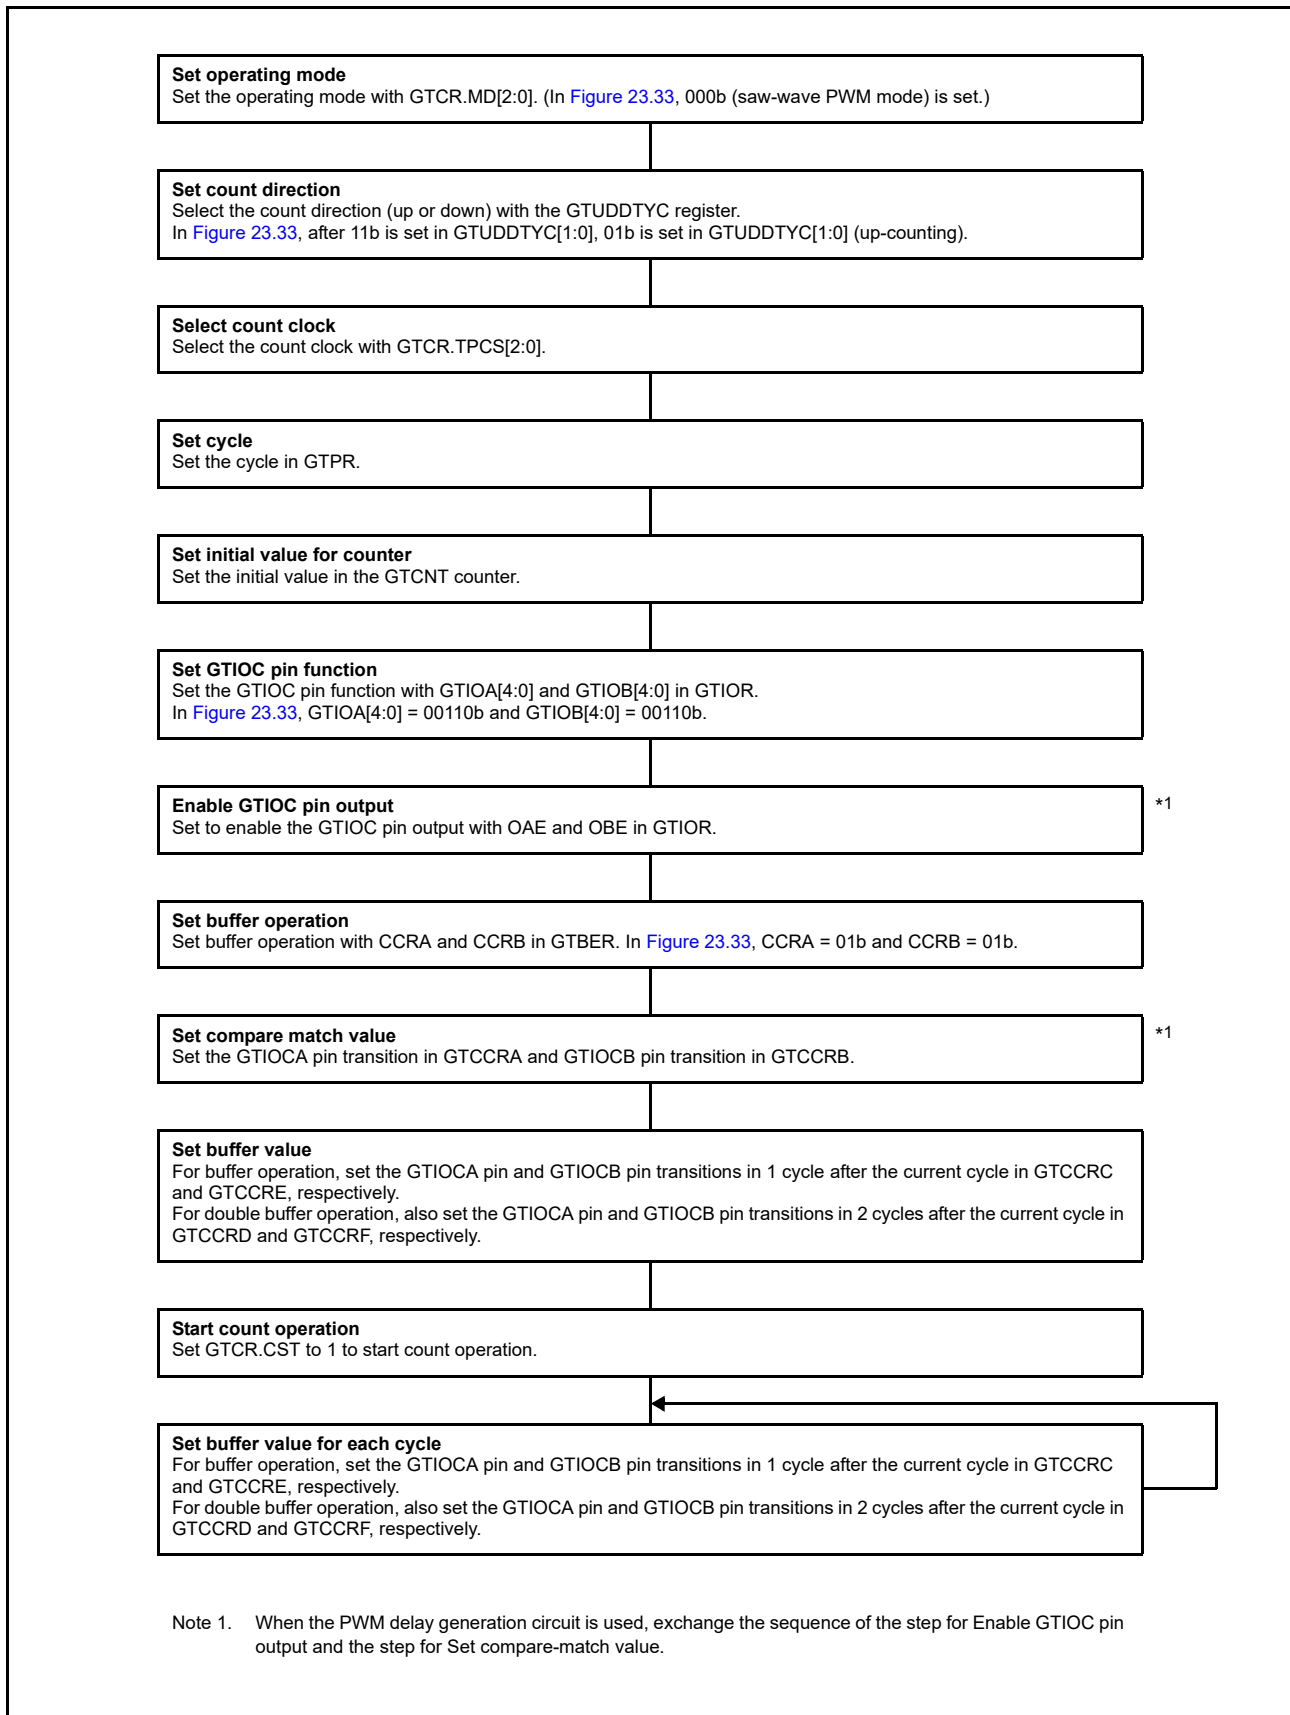 Set operating mode
Set the operating mode with GTCR.MD[2:0]. (In Figure 23.33, 000b (saw-wave PWM mode) is set.)
Set count direction
Select the count direction (up or down) with the GTUDDTYC register.
In Figure 23.33, after 11b is set in GTUDDTYC[1:0], 01b is set in GTUDDTYC[1:0] (up-counting).
Select count clock
Select the count clock with GTCR.TPCS[2:0].
Set cycle
Set the cycle in GTPR.
Set initial value for counter
Set the initial value in the GTCNT counter.
Set GTIOC pin function
Set the GTIOC pin function with GTIOA[4:0] and GTIOB[4:0] in GTIOR.
In Figure 23.33, GTIOA[4:0] = 00110b and GTIOB[4:0] = 00110b.
Enable GTIOC pin output
Set to enable the GTIOC pin output with OAE and OBE in GTIOR.
*1
Set buffer operation
Set buffer operation with CCRA and CCRB in GTBER. In Figure 23.33, CCRA = 01b and CCRB = 01b.
Set compare match value
Set the GTIOCA pin transition in GTCCRA and GTIOCB pin transition in GTCCRB.
*1
Set buffer value
For buffer operation, set the GTIOCA pin and GTIOCB pin transitions in 1 cycle after the current cycle in GTCCRC
and GTCCRE, respectively.
For double buffer operation, also set the GTIOCA pin and GTIOCB pin transitions in 2 cycles after the current cycle in
GTCCRD and GTCCRF, respectively.
Start count operation
Set GTCR.CST to 1 to start count operation.
Set buffer value for each cycle
For buffer operation, set the GTIOCA pin and GTIOCB pin transitions in 1 cycle after the current cycle in GTCCRC
and GTCCRE, respectively.
For double buffer operation, also set the GTIOCA pin and GTIOCB pin transitions in 2 cycles after the current cycle in
GTCCRD and GTCCRF, respectively.
Note 1. When the PWM delay generation circuit is used, exchange the sequence of the step for Enable GTIOC pin
output and the step for Set compare-match value.